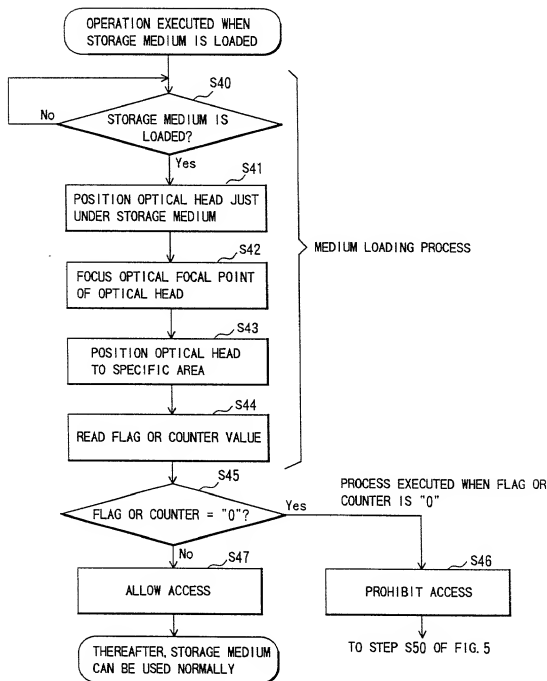 OPERATION EXECUTED WHEN
STORAGE MEDIUM IS LOADED
S40
No
STORAGE MEDIUM IS
LOADED?
Yes
S41
POSITION OPTICAL HEAD JUST
UNDER STORAGE MEDIUM
S42
MEDIUM LOADING PROCESS
FOCUS OPTICAL FOCAL POINT
OF OPTICAL HEAD
S43
POSITION OPTICAL HEAD
TO SPECIFIC AREA
S44
READ FLAG OR COUNTER VALUE
S45
PROCESS EXECUTED WHEN FLAG OR
COUNTER IS "0"
FLAG OR COUNTER = "0"?
Yes
No
S47
S46
ALLOW ACCESS
PROHIBIT ACCESS
TO STEP S50 OF FIG.5
THEREAFTER, STORAGE MEDIUM
CAN BE USED NORMALLY